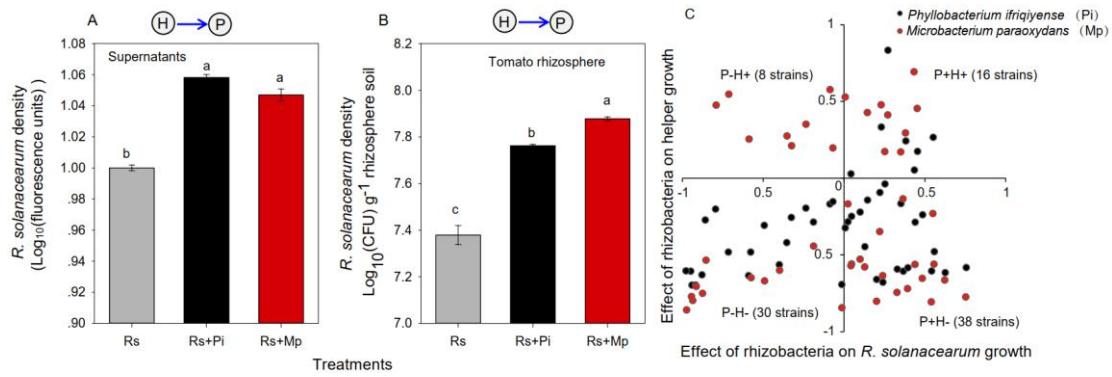 A
H
P
Supernatants
a
a
b
1.08
1.06
1.04
1.02
1.00
.98
.96
.94
.92
.90
R. solanacearum density
(Log10(fluorescence units))
Rs
Rs+Pi
Rs+Mp
B
H
P
Tomato rhizosphere
a
b
c
8.2
8.0
7.8
7.6
7.4
7.2
7.0
R. solanacearum density
Log10(CFU) g-1 rhizosphere soil
Rs
Rs+Pi
Rs+Mp
Treatments
C
Phyllobacterium ifriqiyense (Pi)
Microbacterium paraoxydans (Mp)
P-H+ (8 strains)
P+H+ (16 strains)
P-H- (30 strains)
P+H- (38 strains)
1
0.5
0
0.5
-1
-1
0.5
0.5
1
Effect of rhizobacteria on helper growth
Effect of rhizobacteria on R. solanacearum growth